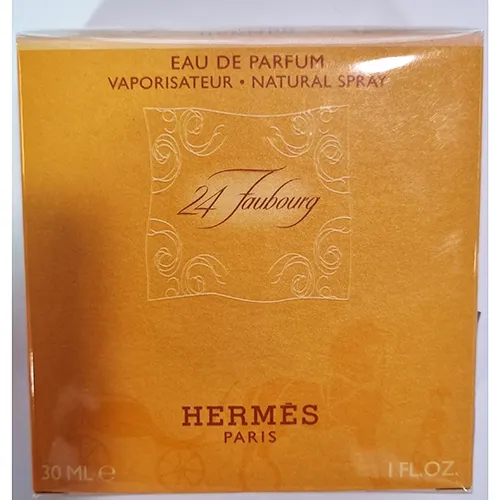 EAU DE PARFUM
VAPORISATEUR • NATURAL SPRAY
24 Faubourg
HERMÈS
PARIS
30 ML ℮ 1 FL.OZ.